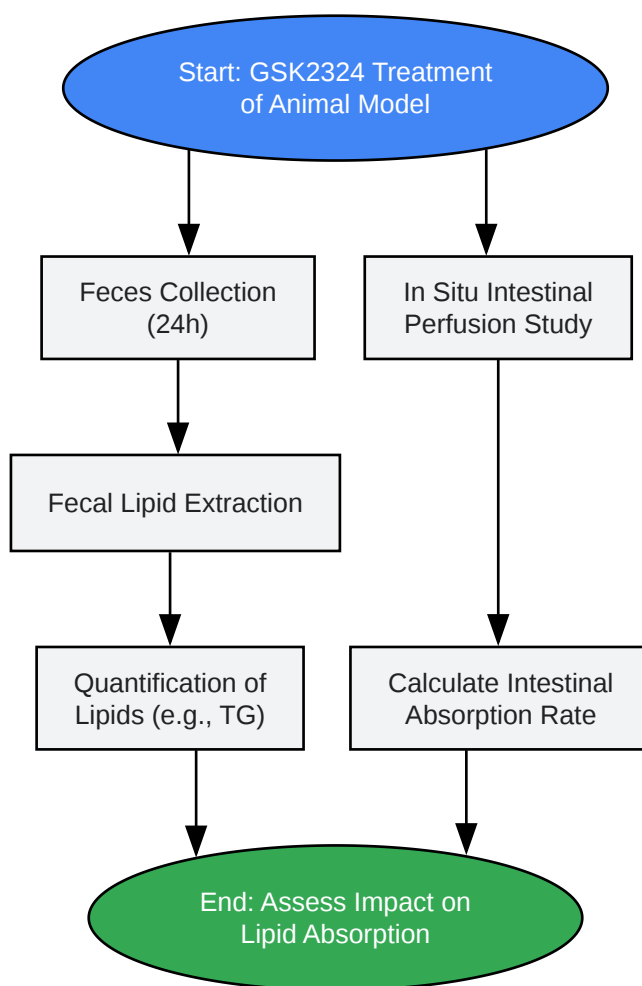 Start: GSK2324 Treatment
of Animal Model
Feces Collection
(24h)
In Situ Intestinal
Perfusion Study
Fecal Lipid Extraction
Quantification of
Lipids (e.g., TG)
Calculate Intestinal
Absorption Rate
End: Assess Impact on
Lipid Absorption